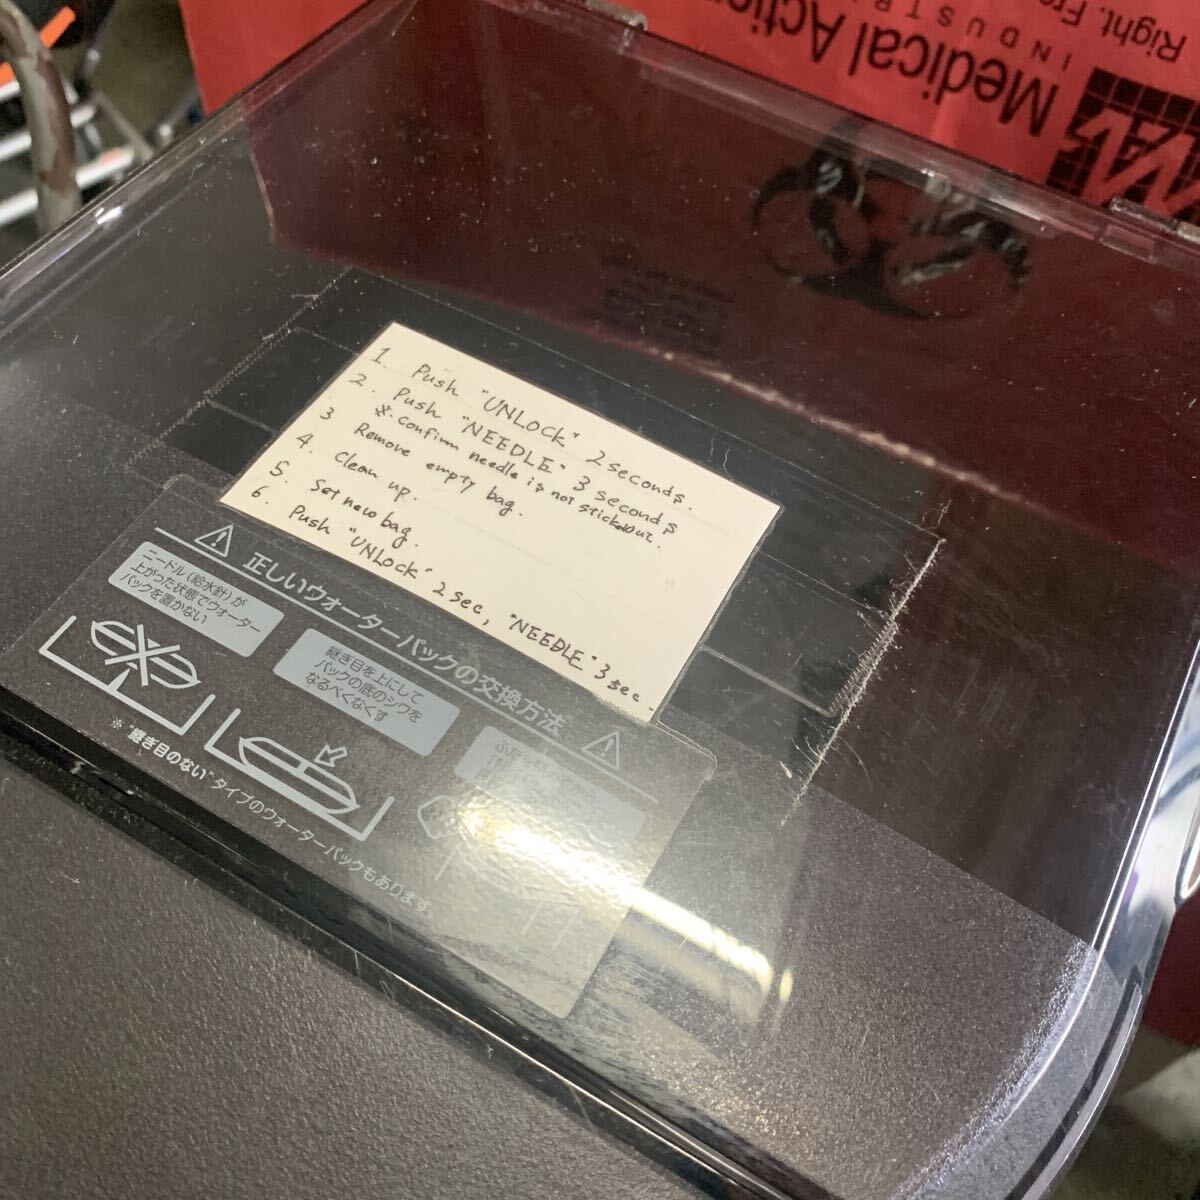 Medical Action
INDUSTRI
Right. Fro
1. Push "UNLOCK" 2 seconds.
2. Push "NEEDLE" 3 seconds
※ confirm needle is not sticked out.
3 Remove empty bag.
4. Clean up.
5. Set new bag.
6. Push "UNLOCK" 2 sec, "NEEDLE" 3 sec.
正しいウォーターパックの交換方法
ニードル(給水針)が
上がった状態でウォーター
パックを置かない
継ぎ目を上にして
パックの底のシワを
なるべくなくす
※"継ぎ目のない"タイプのウォーターパックもあります。